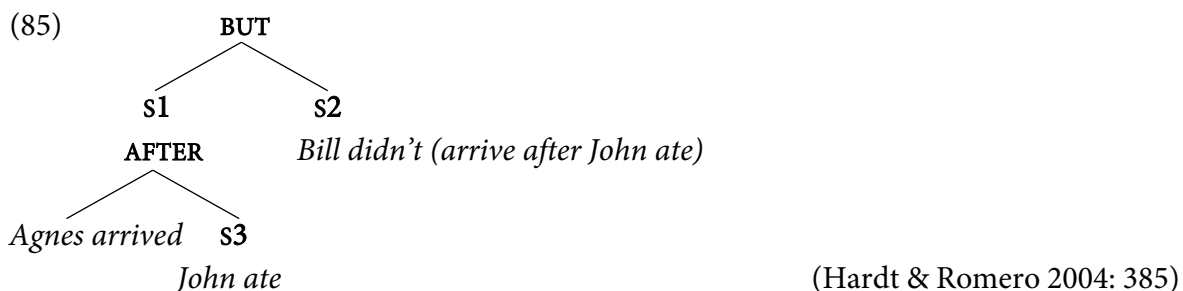 (85) BUT
S1 S2
AFTER Bill didn't (arrive after John ate)
Agnes arrived S3
John ate (Hardt & Romero 2004: 385)